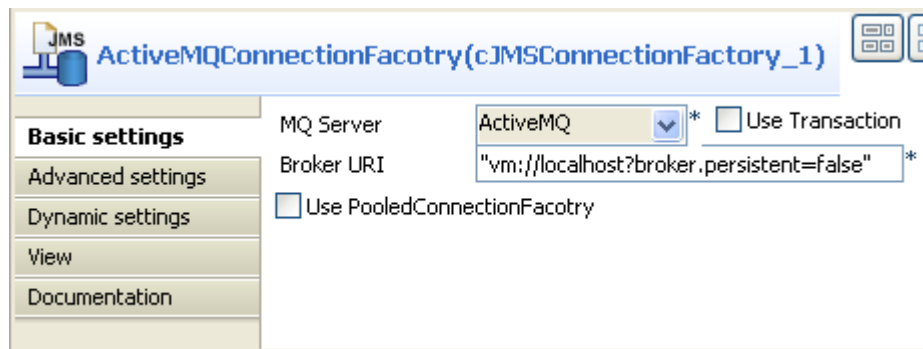 JMS
ActiveMQConnectionFacotry(cJMSConnectionFactory_1)
Basic settings
Advanced settings
Dynamic settings
View
Documentation
MQ Server ActiveMQ * Use Transaction
Broker URI "vm://localhost?broker.persistent=false" *
Use PooledConnectionFacotry